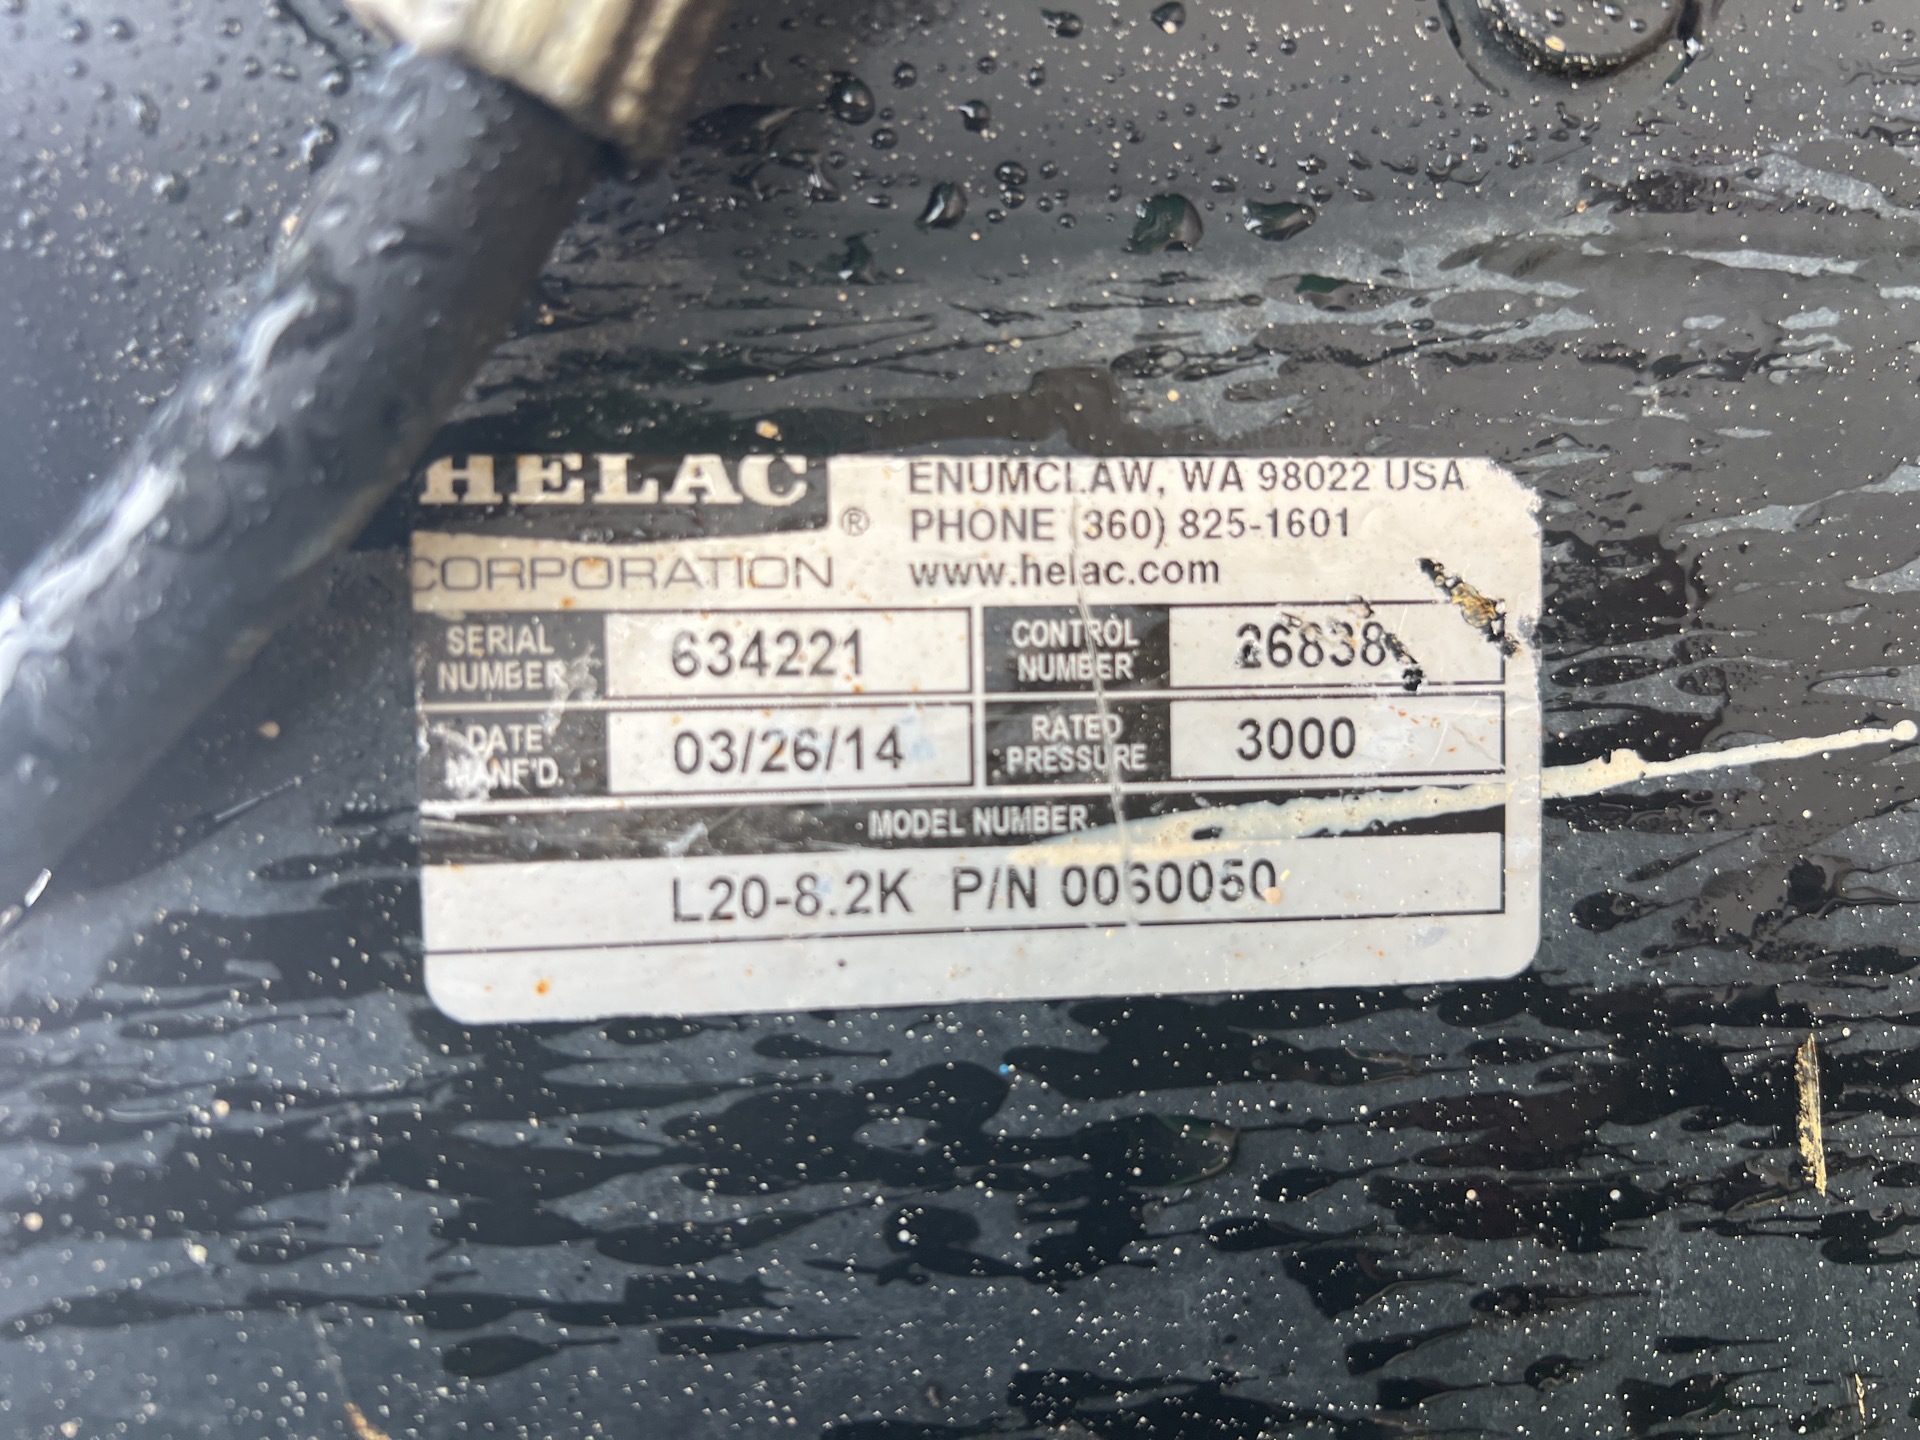 HELAC ®
CORPORATION
ENUMCLAW, WA 98022 USA
PHONE (360) 825-1601
www.helac.com
SERIAL NUMBER 634221
CONTROL NUMBER 26838
DATE MANF'D. 03/26/14
RATED PRESSURE 3000
MODEL NUMBER
L20-8.2K P/N 0060050